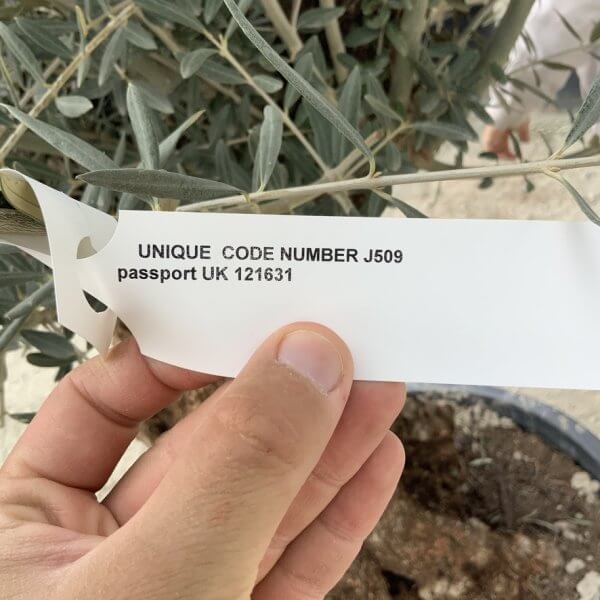 UNIQUE CODE NUMBER J509
passport UK 121631